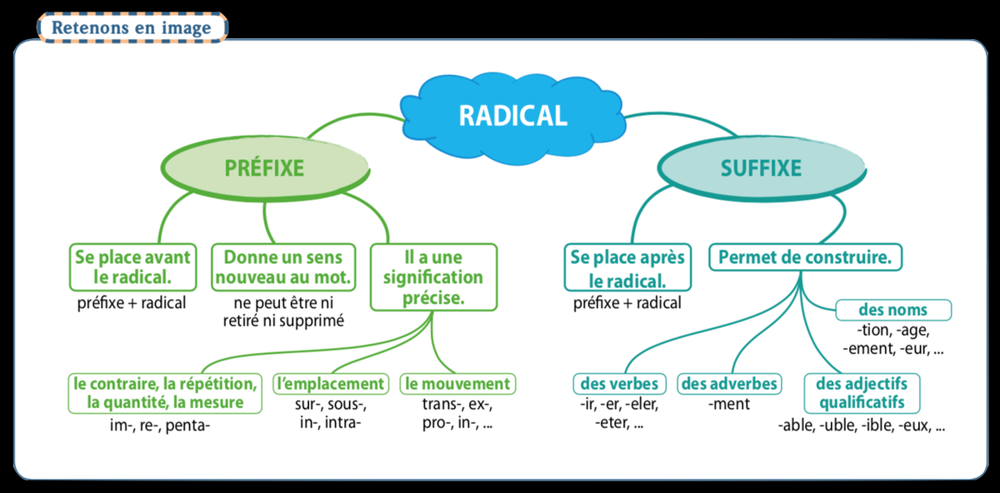 Retenons en image
RADICAL
PRÉFIXE
Se place avant
le radical.
préfixe + radical
Donne un sens
nouveau au mot.
ne peut être ni
retiré ni supprimé
Il a une
signification
précise.
le contraire, la répétition,
la quantité, la mesure
im-, re-, penta-
l’emplacement
sur-, sous-,
in-, intra-
le mouvement
trans-, ex-,
pro-, in-, ...
SUFFIXE
Se place après
le radical.
préfixe + radical
Permet de construire.
des verbes
-ir, -er, -eler,
-eter, ...
des adverbes
-ment
des adjectifs
qualificatifs
-able, -uble, -ible, -eux, ...
des noms
-tion, -age,
-ement, -eur, ...